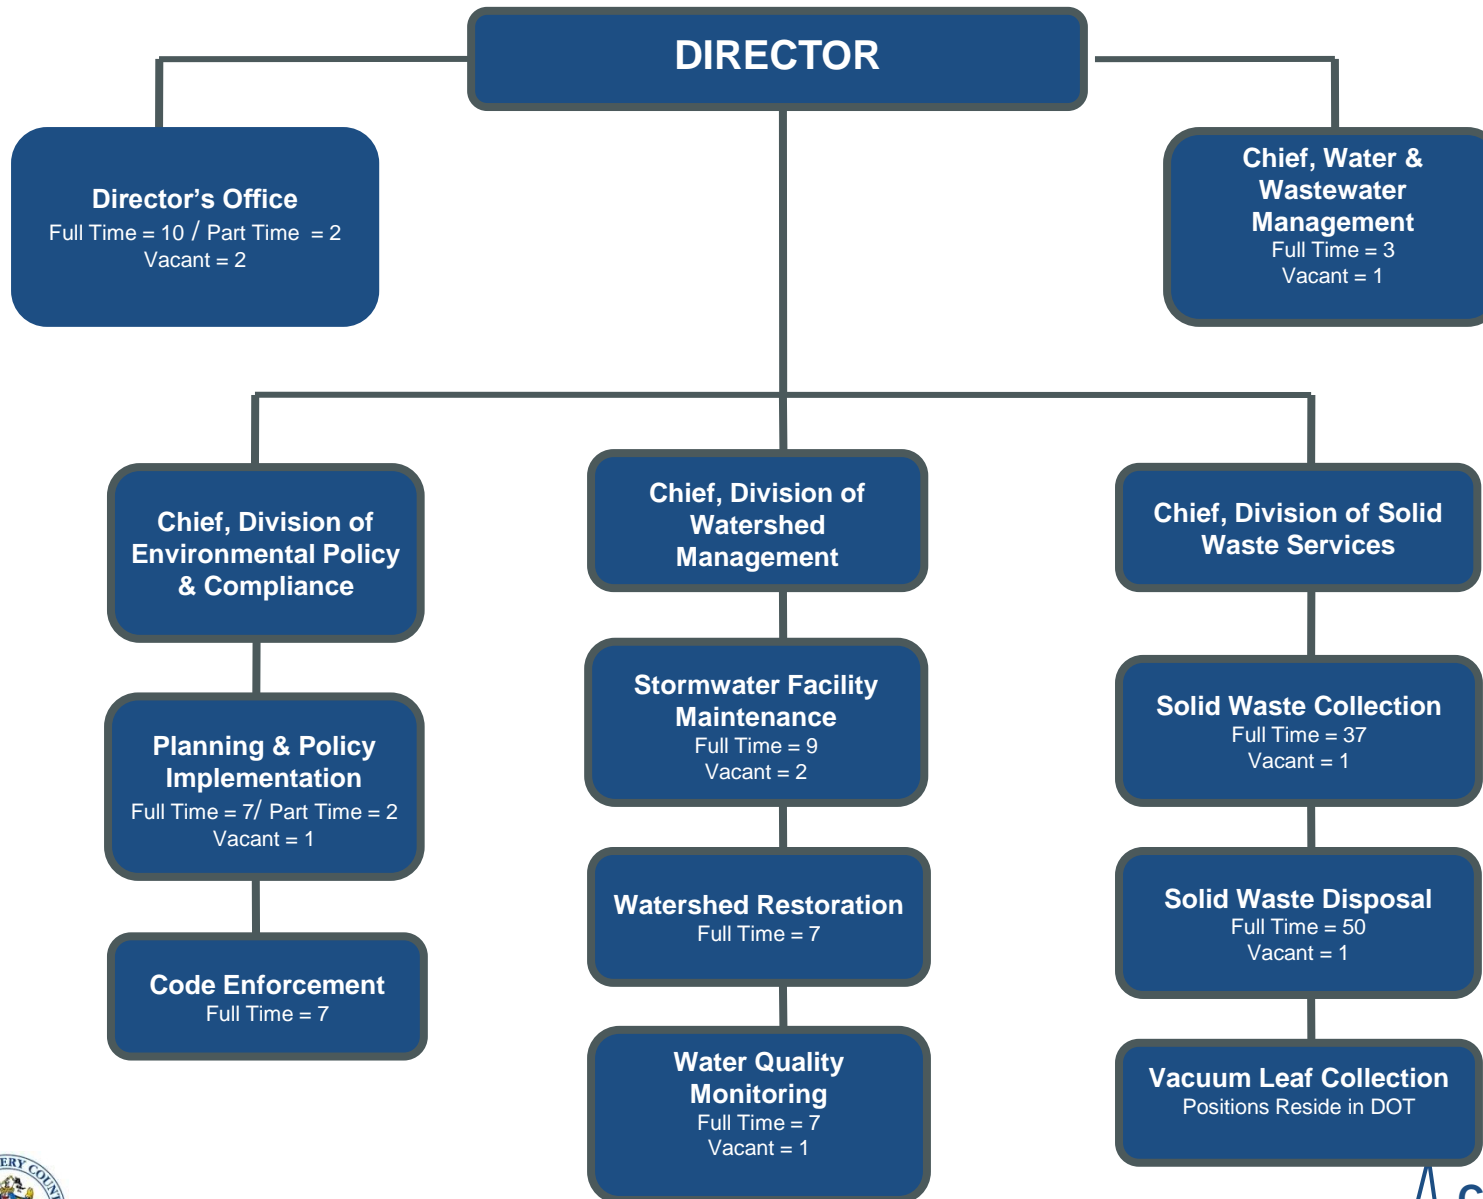 DIRECTOR
Director’s Office
Full Time = 10 / Part Time = 2
Vacant = 2
Chief, Water &
Wastewater
Management
Full Time = 3
Vacant = 1
Chief, Division of
Environmental Policy
& Compliance
Planning & Policy
Implementation
Full Time = 7/ Part Time = 2
Vacant = 1
Code Enforcement
Full Time = 7
Chief, Division of
Watershed
Management
Stormwater Facility
Maintenance
Full Time = 9
Vacant = 2
Watershed Restoration
Full Time = 7
Water Quality
Monitoring
Full Time = 7
Vacant = 1
Chief, Division of Solid
Waste Services
Solid Waste Collection
Full Time = 37
Vacant = 1
Solid Waste Disposal
Full Time = 50
Vacant = 1
Vacuum Leaf Collection
Positions Reside in DOT